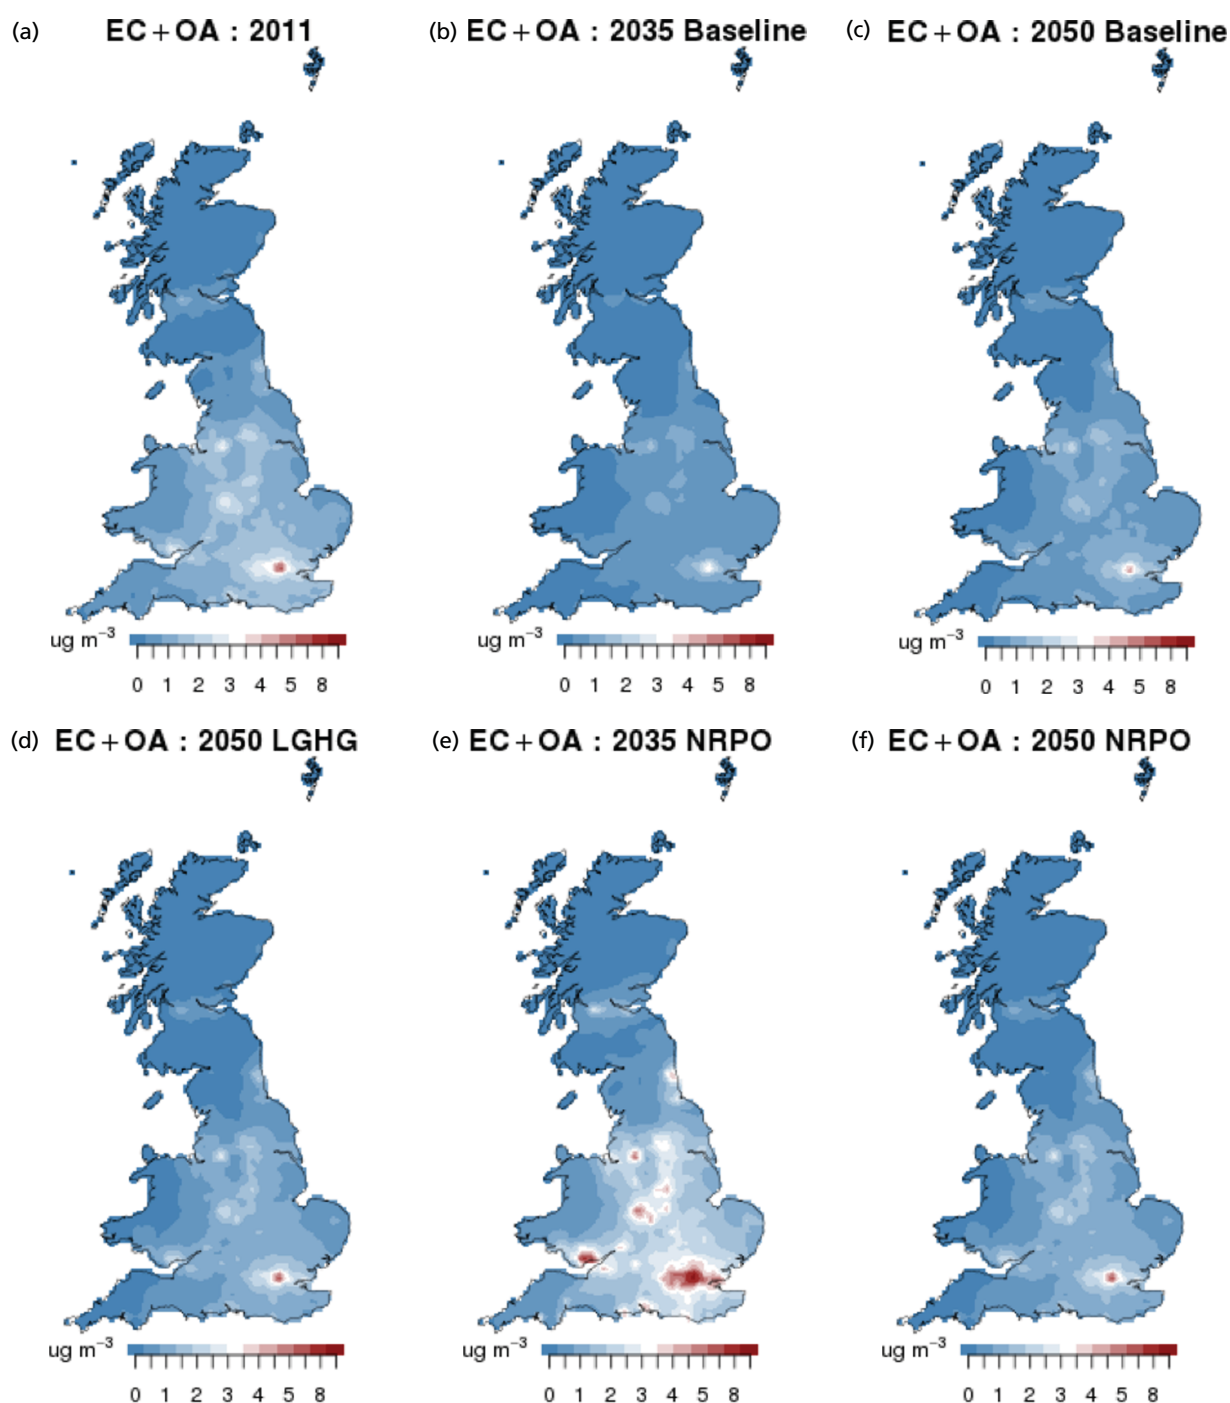 (a) EC+OA : 2011
(b) EC+OA : 2035 Baseline
(c) EC+OA : 2050 Baseline
ug m⁻³
0 1 2 3 4 5 8
ug m⁻³
0 1 2 3 4 5 8
ug m⁻³
0 1 2 3 4 5 8
(d) EC+OA : 2050 LGHG
(e) EC+OA : 2035 NRPO
(f) EC+OA : 2050 NRPO
ug m⁻³
0 1 2 3 4 5 8
ug m⁻³
0 1 2 3 4 5 8
ug m⁻³
0 1 2 3 4 5 8